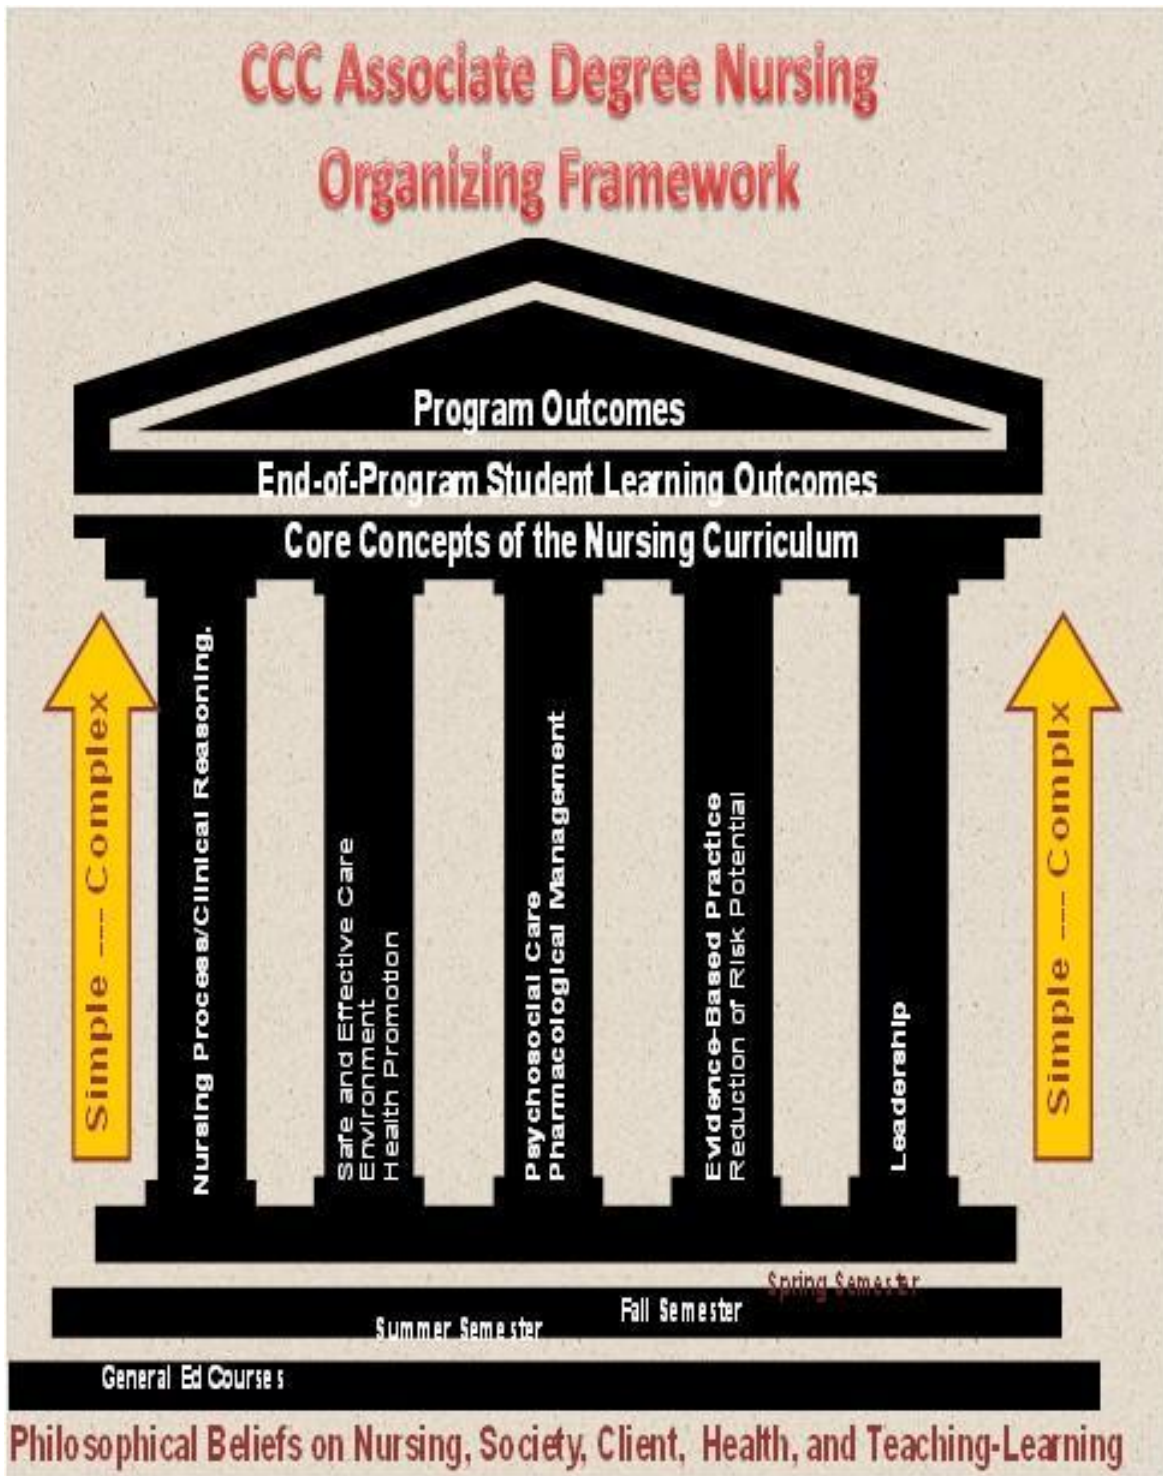 CCC Associate Degree Nursing
Organizing Framework
Program Outcomes
End-of-Program Student Learning Outcomes
Core Concepts of the Nursing Curriculum
Simple --- Complex
Nursing Process/Clinical Reasoning.
Safe and Effective Care
Environment
Health Promotion
Psychosocial Care
Pharmacological Management
Evidence-Based Practice
Reduction of Risk Potential
Leadership
Simple --- Complx
Spring Semester
Fall Semester
Summer Semester
General Ed Courses
Philosophical Beliefs on Nursing, Society, Client, Health, and Teaching-Learning